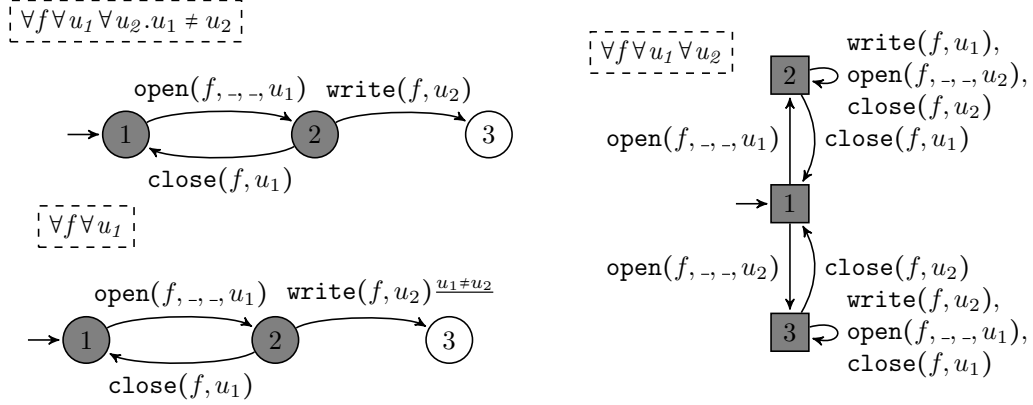 ∀f∀u₁∀u₂.u₁ ≠ u₂
open(f, _, _, u₁)
write(f, u₂)
1
2
3
close(f, u₁)
∀f∀u₁
open(f, _, _, u₁)
write(f, u₂) u₁≠u₂
1
2
3
close(f, u₁)
∀f∀u₁∀u₂
2
write(f, u₁),
open(f, _, _, u₂),
close(f, u₂)
open(f, _, _, u₁)
close(f, u₁)
1
open(f, _, _, u₂)
close(f, u₂)
3
write(f, u₂),
open(f, _, _, u₁),
close(f, u₁)